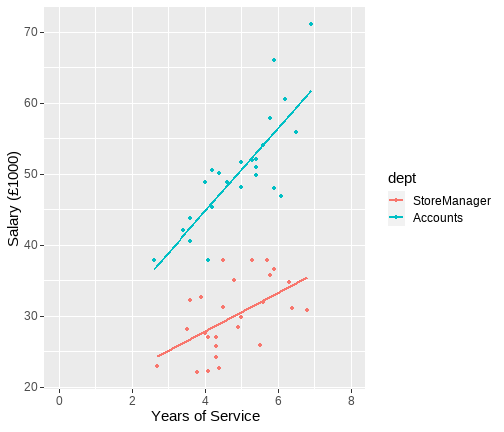 70
60
50
40
30
20
0
2
4
6
8
Years of Service
Salary (£1000)
dept
StoreManager
Accounts